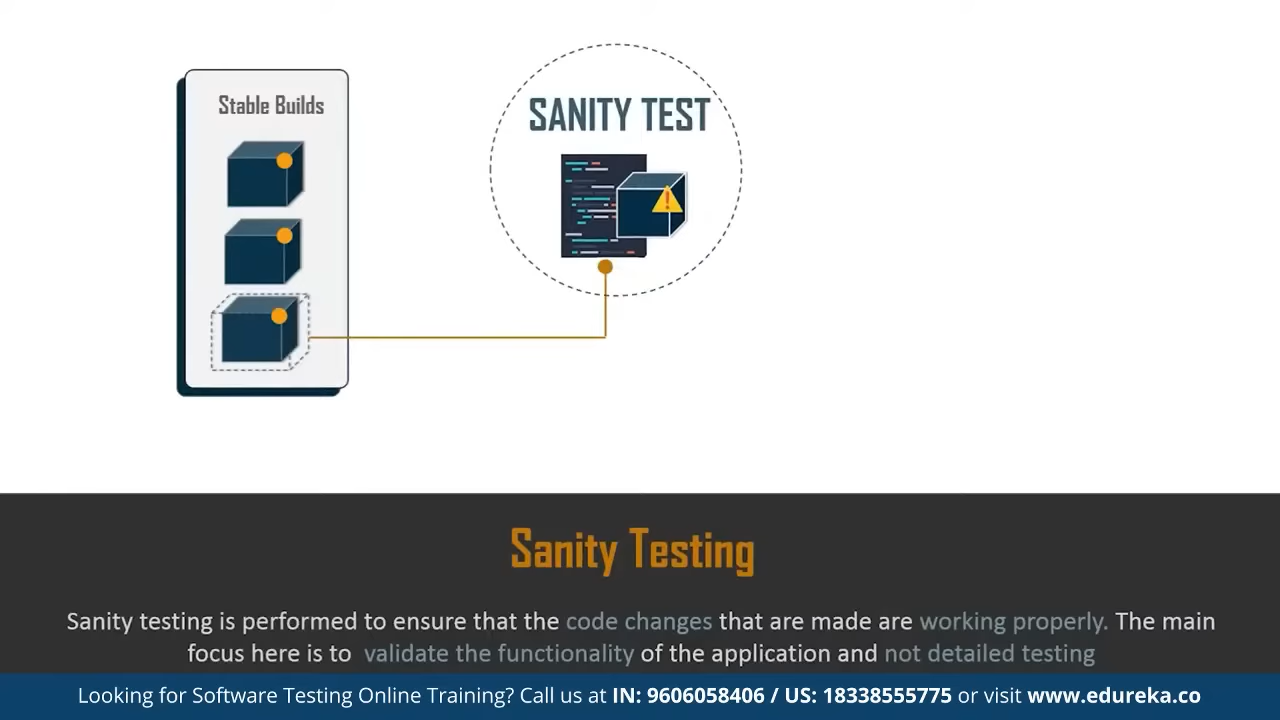 Stable Builds
SANITY TEST
Sanity Testing
Sanity testing is performed to ensure that the code changes that are made are working properly. The main
focus here is to validate the functionality of the application and not detailed testing
Looking for Software Testing Online Training? Call us at IN: 9606058406 / US: 18338555775 or visit www.edureka.co